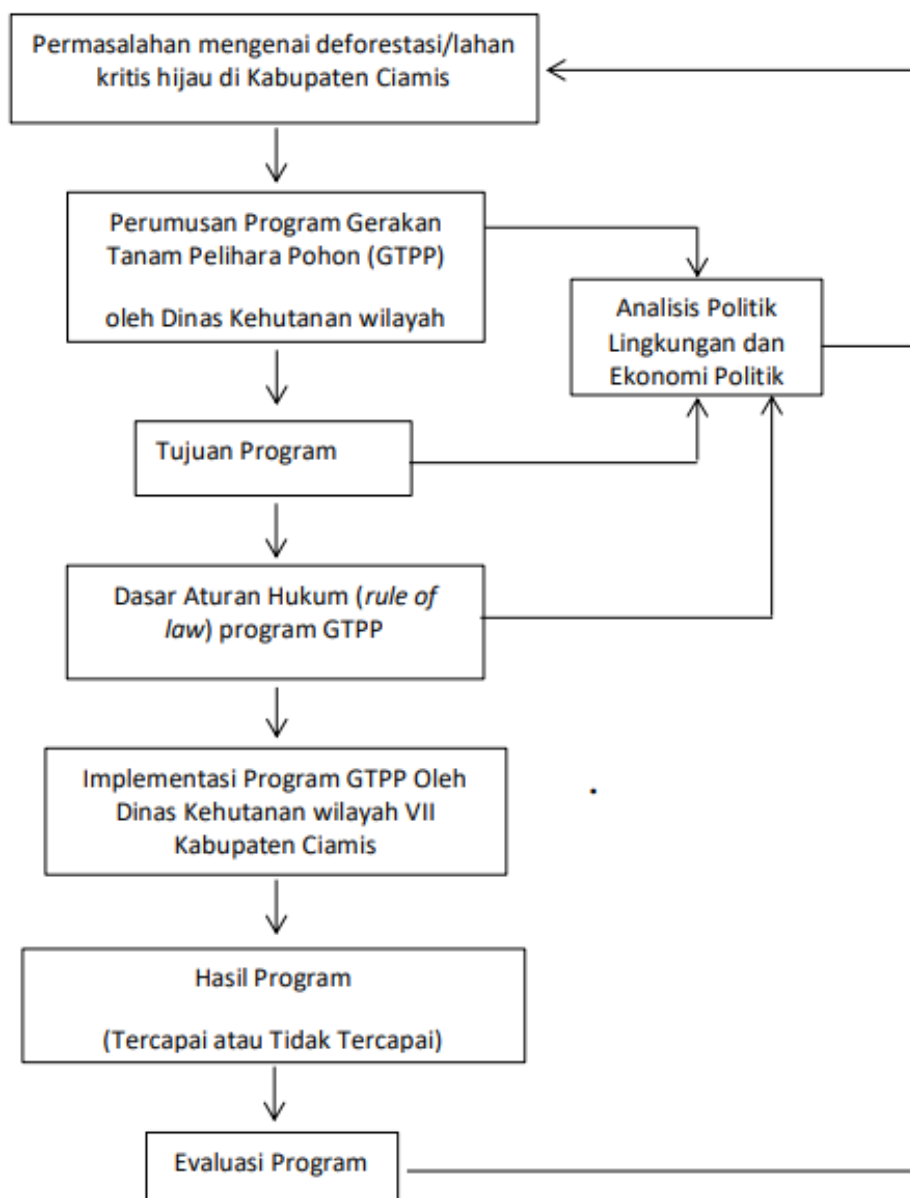 Permasalahan mengenai deforestasi/lahan
kritis hijau di Kabupaten Ciamis
Perumusan Program Gerakan
Tanam Pelihara Pohon (GTPP)
oleh Dinas Kehutanan wilayah
Analisis Politik
Lingkungan dan
Ekonomi Politik
Tujuan Program
Dasar Aturan Hukum (rule of
law) program GTPP
Implementasi Program GTPP Oleh
Dinas Kehutanan wilayah VII
Kabupaten Ciamis
Hasil Program
(Tercapai atau Tidak Tercapai)
Evaluasi Program